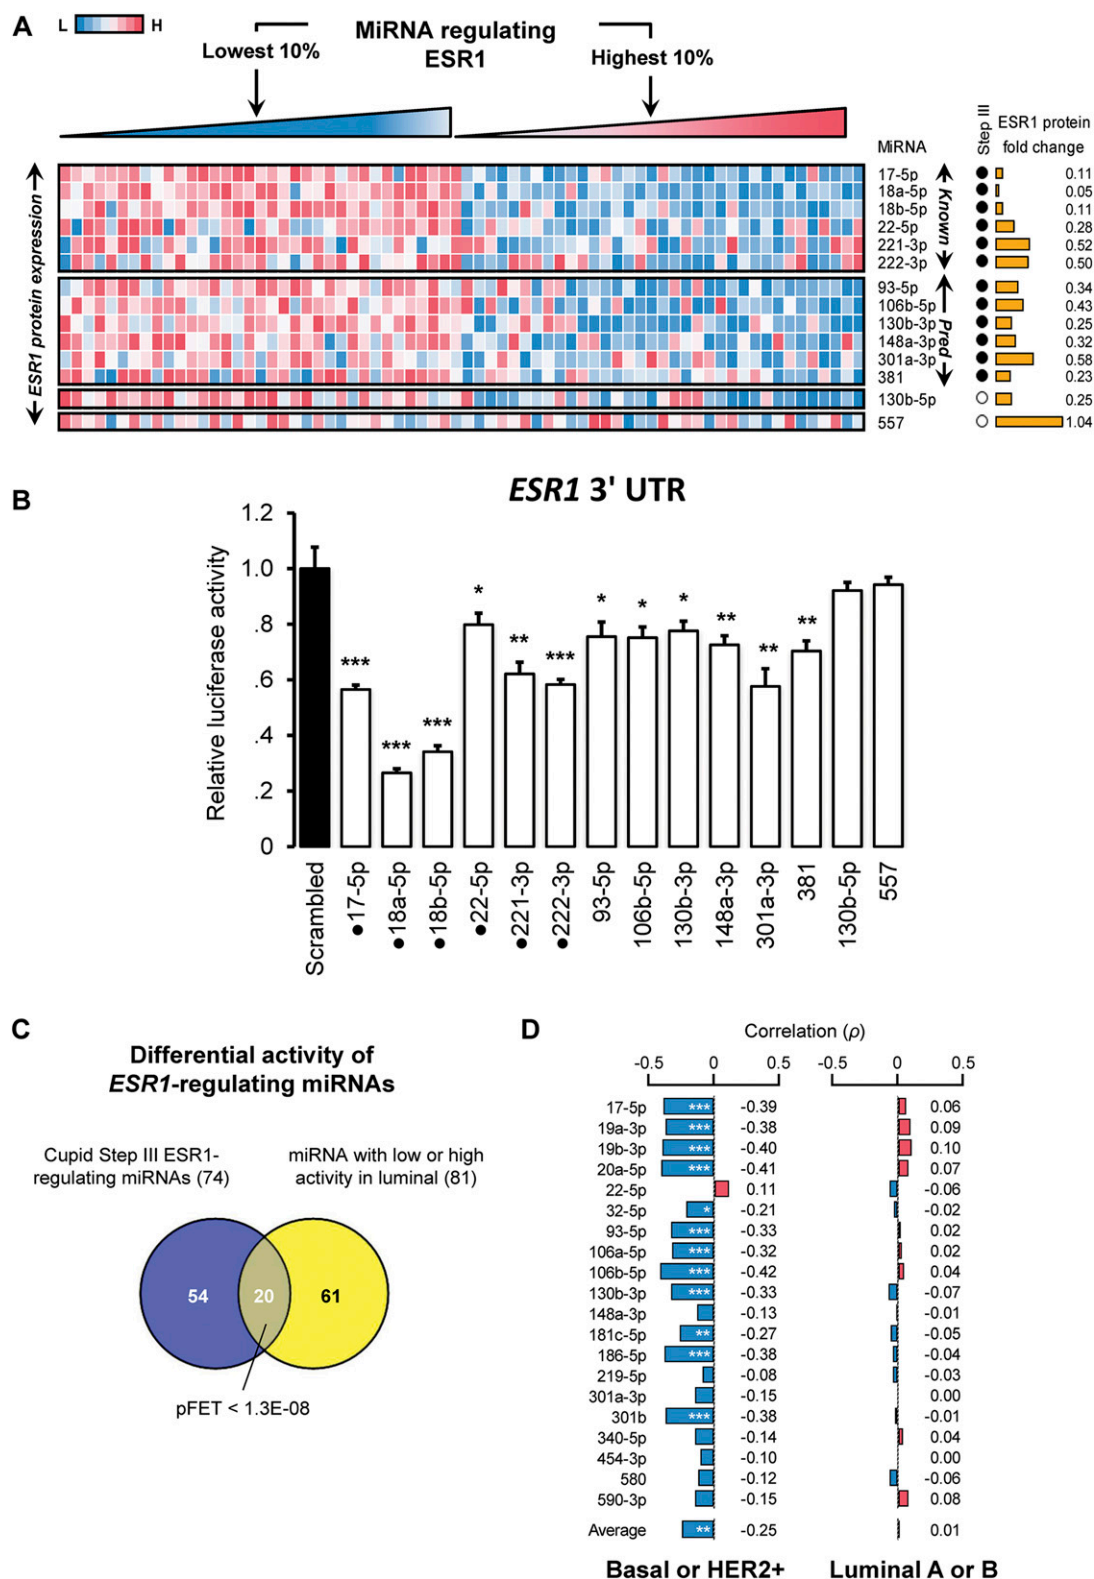 A
L H
MiRNA regulating
ESR1
Lowest 10%
Highest 10%
ESR1 protein expression
MiRNA
Step III
ESR1 protein
fold change
Known
Pred
17-5p 0.11
18a-5p 0.05
18b-5p 0.11
22-5p 0.28
221-3p 0.52
222-3p 0.50
93-5p 0.34
106b-5p 0.43
130b-3p 0.25
148a-3p 0.32
301a-3p 0.58
381 0.23
130b-5p 0.25
557 1.04
B
ESR1 3' UTR
Relative luciferase activity
1.2
1.0
.8
.6
.4
.2
0
*** *** *** * ** *** * * * ** ** **
Scrambled
●17-5p
●18a-5p
●18b-5p
●22-5p
●221-3p
●222-3p
93-5p
106b-5p
130b-3p
148a-3p
301a-3p
381
130b-5p
557
C
Differential activity of
ESR1-regulating miRNAs
Cupid Step III ESR1-
regulating miRNAs (74)
miRNA with low or high
activity in luminal (81)
54 20 61
pFET < 1.3E-08
D
Correlation (ρ)
-0.5 0 0.5 -0.5 0 0.5
17-5p *** -0.39 0.06
19a-3p *** -0.38 0.09
19b-3p *** -0.40 0.10
20a-5p *** -0.41 0.07
22-5p 0.11 -0.06
32-5p * -0.21 -0.02
93-5p *** -0.33 0.02
106a-5p *** -0.32 0.02
106b-5p *** -0.42 0.04
130b-3p *** -0.33 -0.07
148a-3p -0.13 -0.01
181c-5p ** -0.27 -0.05
186-5p *** -0.38 -0.04
219-5p -0.08 -0.03
301a-3p -0.15 0.00
301b *** -0.38 -0.01
340-5p -0.14 0.04
454-3p -0.10 0.00
580 -0.12 -0.06
590-3p -0.15 0.08
Average ** -0.25 0.01
Basal or HER2+ Luminal A or B